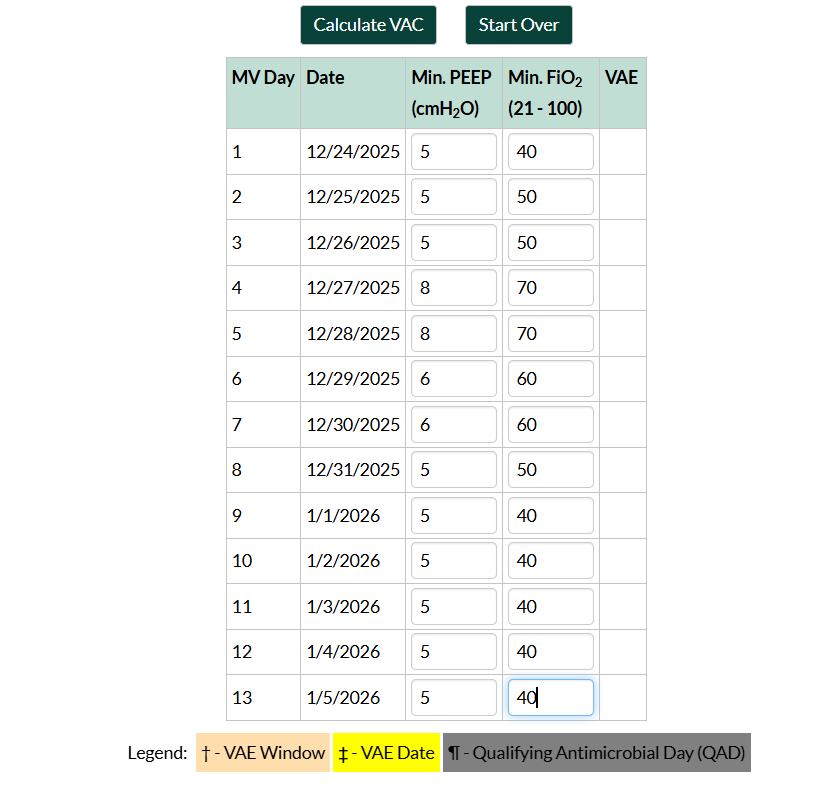 Calculate VAC Start Over
MV Day Date Min. PEEP Min. FiO2 VAE
(cmH2O) (21 - 100)
1 12/24/2025 5 40
2 12/25/2025 5 50
3 12/26/2025 5 50
4 12/27/2025 8 70
5 12/28/2025 8 70
6 12/29/2025 6 60
7 12/30/2025 6 60
8 12/31/2025 5 50
9 1/1/2026 5 40
10 1/2/2026 5 40
11 1/3/2026 5 40
12 1/4/2026 5 40
13 1/5/2026 5 40
Legend: † - VAE Window ‡ - VAE Date ¶ - Qualifying Antimicrobial Day (QAD)